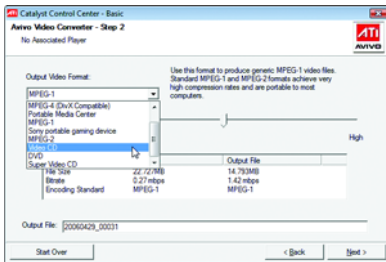 Catalyst Control Center - Basic
Avivo Video Converter - Step 2
No Associated Player
ATI
AVIVO
Output Video Format:
MPEG-1
Use this format to produce generic MPEG-1 video files.
Standard MPEG-1 and MPEG-2 formats achieve very
high compression rates and are portable to most
computers.
MPEG-4 (DivX Compatible)
Portable Media Center
MPEG-1
Sony portable gaming device
MPEG-2
Video CD
DVD
Super Video CD
High
Output File
File Size 22.727MB 14.793MB
Bitrate 0.27 mbps 1.42 mbps
Encoding Standard MPEG-1 MPEG-1
Output File: 20060429_00031
Start Over
< Back
Next >